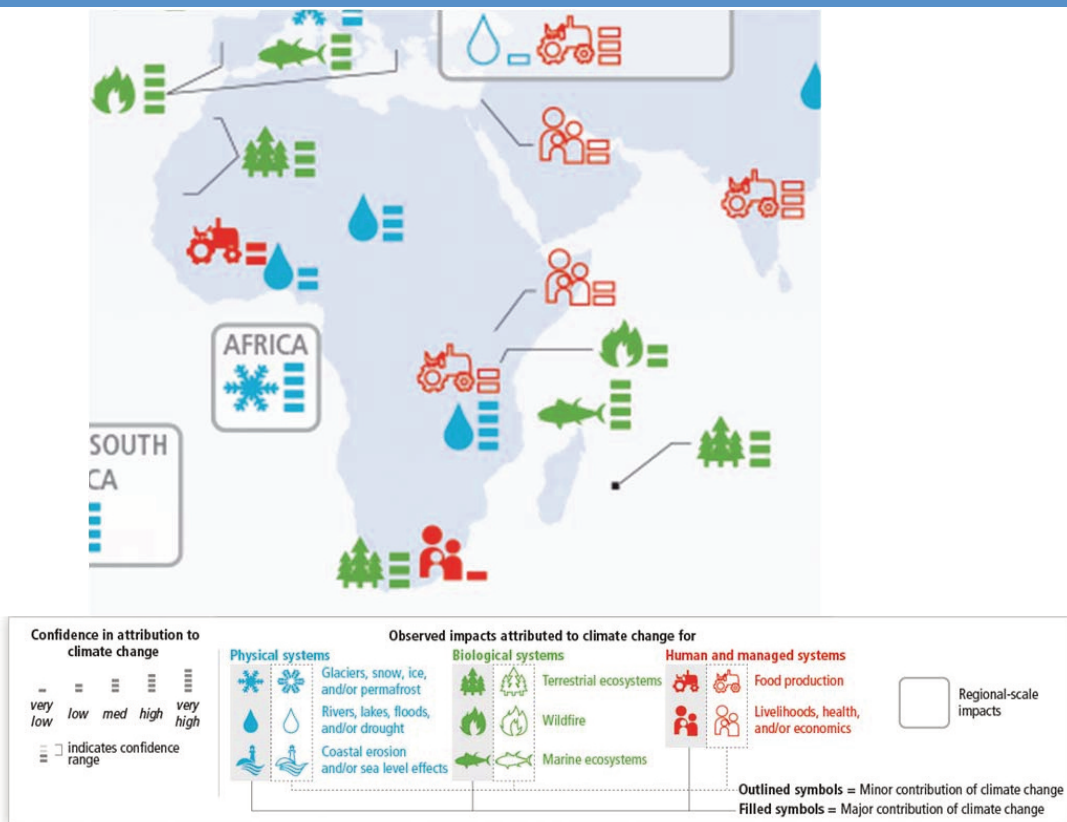 AFRICA
SOUTH
CA
Confidence in attribution to
climate change
very
low
low
med
high
very
high
indicates confidence
range
Observed impacts attributed to climate change for
Physical systems
Glaciers, snow, ice,
and/or permafrost
Rivers, lakes, floods,
and/or drought
Coastal erosion
and/or sea level effects
Biological systems
Terrestrial ecosystems
Wildfire
Marine ecosystems
Human and managed systems
Food production
Livelihoods, health,
and/or economics
Regional-scale
impacts
Outlined symbols = Minor contribution of climate change
Filled symbols = Major contribution of climate change